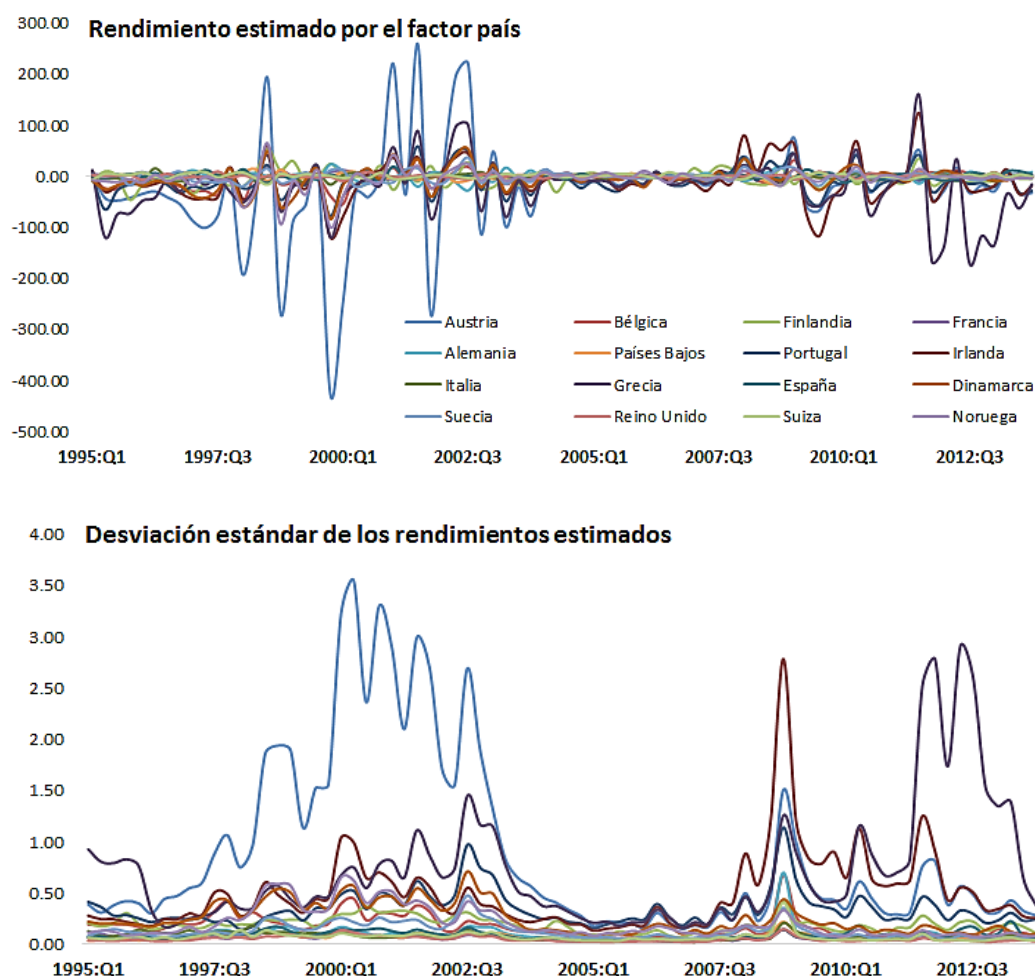 Rendimiento estimado por el factor país
300.00
200.00
100.00
0.00
-100.00
-200.00
-300.00
-400.00
-500.00
Austria Bélgica Finlandia Francia
Alemania Países Bajos Portugal Irlanda
Italia Grecia España Dinamarca
Suecia Reino Unido Suiza Noruega
1995:Q1 1997:Q3 2000:Q1 2002:Q3 2005:Q1 2007:Q3 2010:Q1 2012:Q3
Desviación estándar de los rendimientos estimados
4.00
3.50
3.00
2.50
2.00
1.50
1.00
0.50
0.00
1995:Q1 1997:Q3 2000:Q1 2002:Q3 2005:Q1 2007:Q3 2010:Q1 2012:Q3